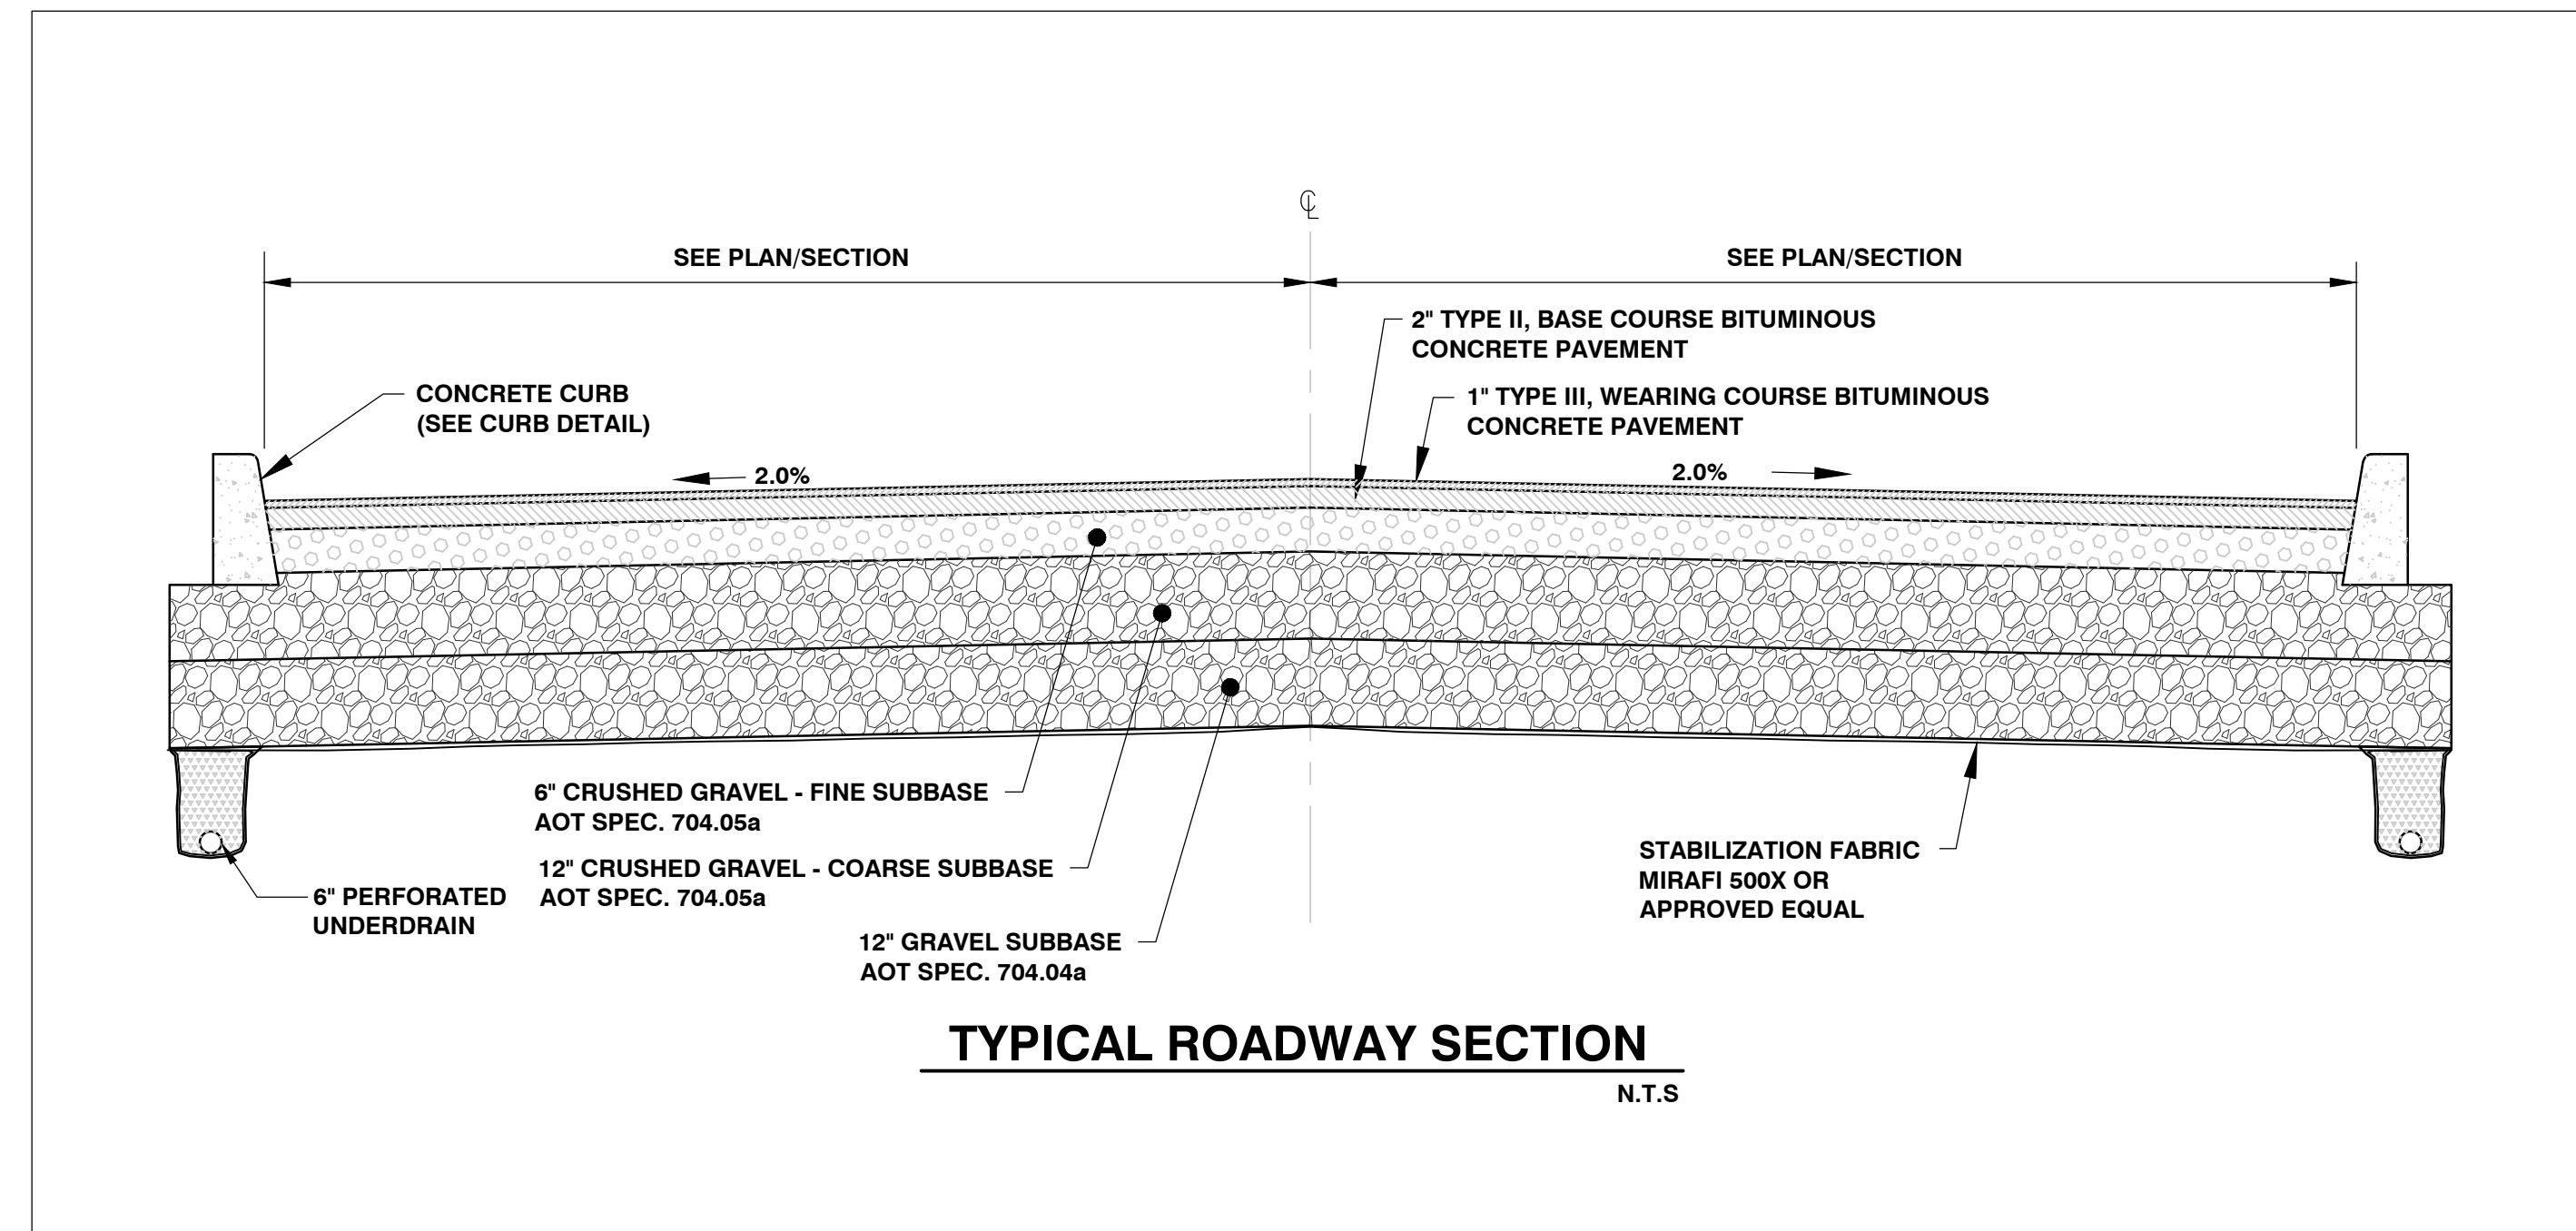 ℄
SEE PLAN/SECTION
SEE PLAN/SECTION
2" TYPE II, BASE COURSE BITUMINOUS
CONCRETE PAVEMENT
CONCRETE CURB
(SEE CURB DETAIL)
1" TYPE III, WEARING COURSE BITUMINOUS
CONCRETE PAVEMENT
2.0%
2.0%
6" CRUSHED GRAVEL - FINE SUBBASE
AOT SPEC. 704.05a
12" CRUSHED GRAVEL - COARSE SUBBASE
AOT SPEC. 704.05a
6" PERFORATED
UNDERDRAIN
12" GRAVEL SUBBASE
AOT SPEC. 704.04a
STABILIZATION FABRIC
MIRAFI 500X OR
APPROVED EQUAL
TYPICAL ROADWAY SECTION
N.T.S